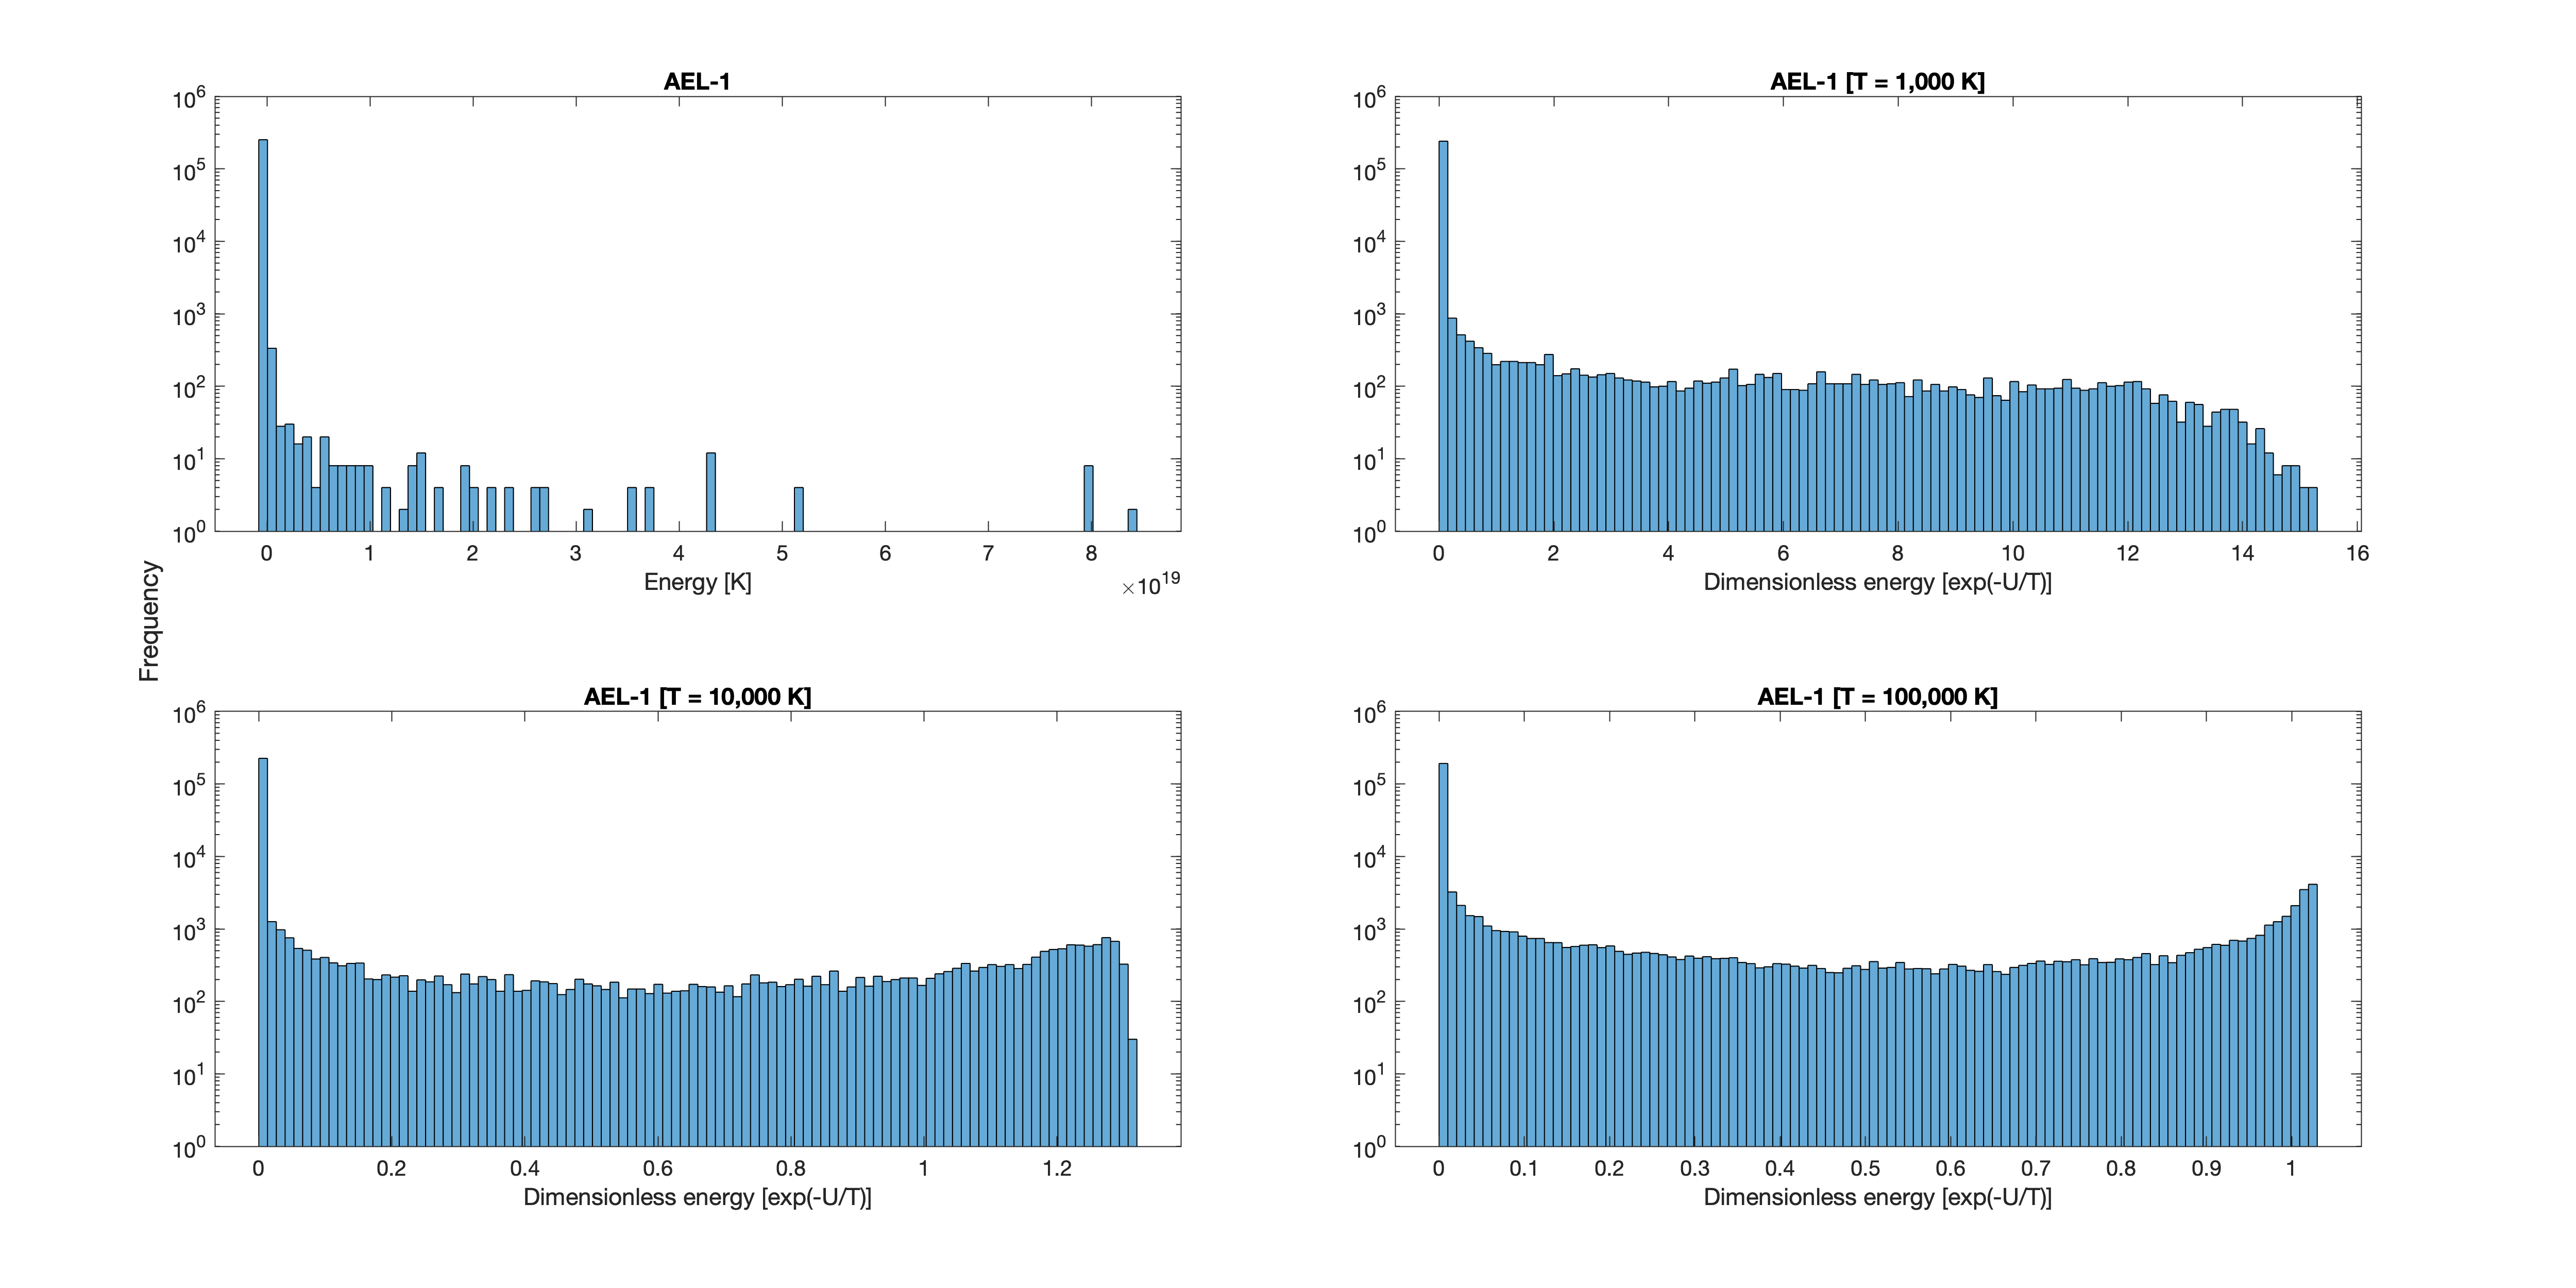 AEL-1
10^6
10^5
10^4
10^3
10^2
10^1
10^0
0 1 2 3 4 5 6 7 8
Energy [K]
×10^19
AEL-1 [T = 1,000 K]
10^6
10^5
10^4
10^3
10^2
10^1
10^0
0 2 4 6 8 10 12 14 16
Dimensionless energy [exp(-U/T)]
Frequency
AEL-1 [T = 10,000 K]
10^6
10^5
10^4
10^3
10^2
10^1
10^0
0 0.2 0.4 0.6 0.8 1 1.2
Dimensionless energy [exp(-U/T)]
AEL-1 [T = 100,000 K]
10^6
10^5
10^4
10^3
10^2
10^1
10^0
0 0.1 0.2 0.3 0.4 0.5 0.6 0.7 0.8 0.9 1
Dimensionless energy [exp(-U/T)]